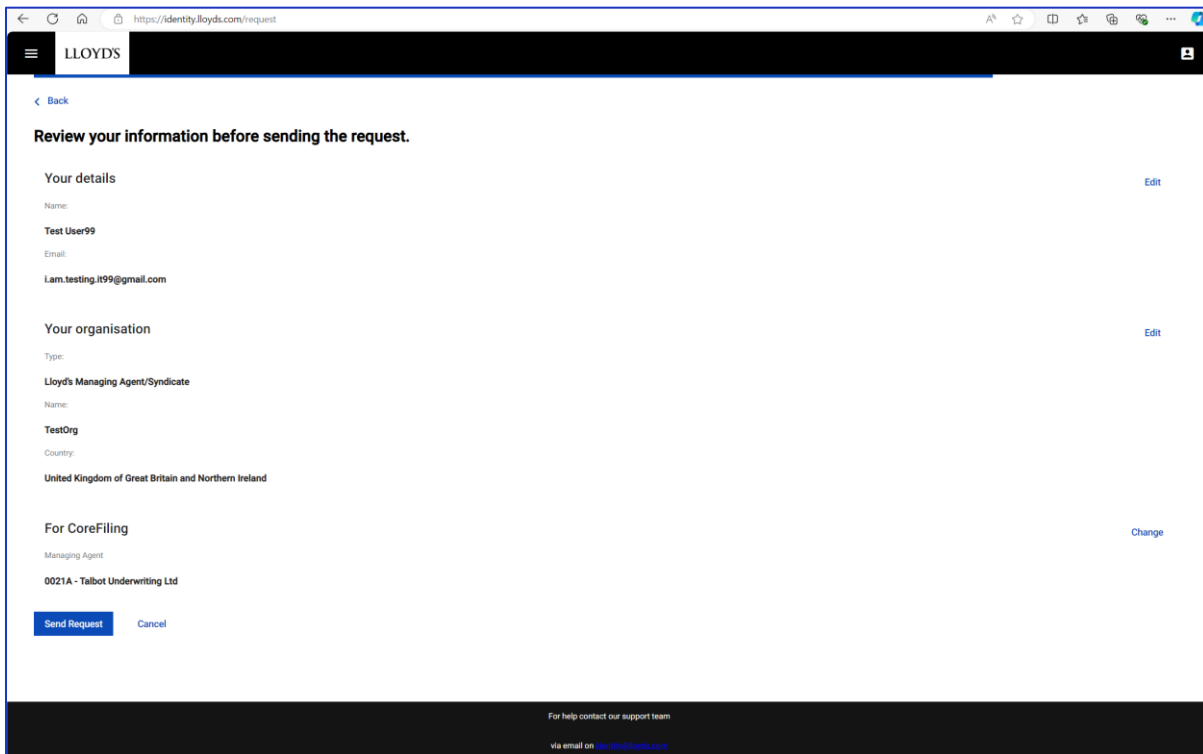 https://identity.lloyds.com/request
LLOYD'S
Back
Review your information before sending the request.
Your details
Edit
Name:
Test User99
Email:
i.am.testing.it99@gmail.com
Your organisation
Edit
Type:
Lloyd's Managing Agent/Syndicate
Name:
TestOrg
Country:
United Kingdom of Great Britain and Northern Ireland
For CoreFiling
Change
Managing Agent
0021A - Talbot Underwriting Ltd
Send Request Cancel
For help contact our support team
via email on